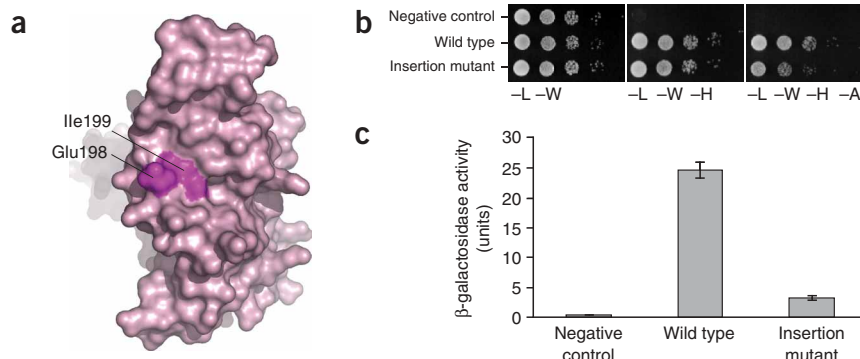 a
Ile199
Glu198
b
Negative control
Wild type
Insertion mutant
–L –W
–L –W –H
–L –W –H –A
c
β-galactosidase activity
(units)
30
25
20
15
10
5
0
Negative
control
Wild type
Insertion
mutant